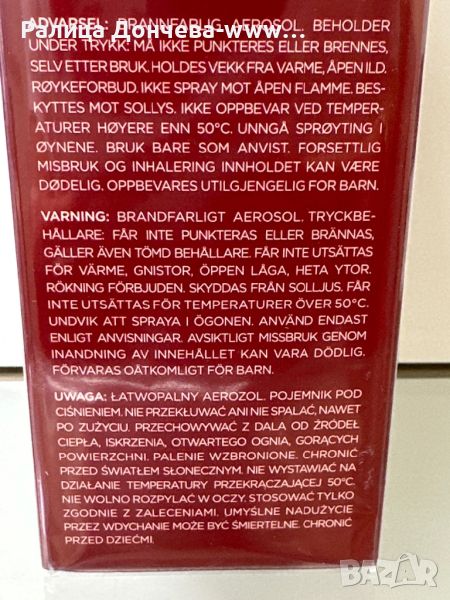 Палица Дончева-Палица...
ADVARSEL: BRANNFARLIG AEROSOL. BEHOLDER
UNDER TRYKK. MÅ IKKE PUNKTERES ELLER BRENNES,
SELV ETTER BRUK. HOLDES VEKK FRA VARME, ÅPEN ILD.
RØYKEFORBUD. IKKE SPRAY MOT ÅPEN FLAMME. BES-
KYTTES MOT SOLLYS. IKKE OPPBEVAR VED TEMPER-
ATURER HØYERE ENN 50°C. UNNGÅ SPRØYTING I
ØYNENE. BRUK BARE SOM ANVIST. FORSETTLIG
MISBRUK OG INHALERING INNHOLDET KAN VÆRE
DØDELIG. OPPBEVARES UTILGJENGELIG FOR BARN.
VARNING: BRANDFARLIGT AEROSOL. TRYCKBE-
HÅLLARE: FÅR INTE PUNKTERAS ELLER BRÄNNAS,
GÄLLER ÄVEN TÖMD BEHÅLLARE. FÅR INTE UTSÄTTAS
FÖR VÄRME, GNISTOR, ÖPPEN LÅGA, HETA YTOR.
RÖKNING FÖRBJUDEN. SKYDDAS FRÅN SOLLJUS. FÅR
INTE UTSÄTTAS FÖR TEMPERATURER ÖVER 50°C.
UNDVIK ATT SPRAYA I ÖGONEN. ANVÄND ENDAST
ENLIGT ANVISNINGAR. AVSIKTLIGT MISSBRUK GENOM
INANDNING AV INNEHÅLLET KAN VARA DÖDLIG.
FÖRVARAS OÅTKOMLIGT FÖR BARN.
UWAGA: ŁATWOPALNY AEROZOL. POJEMNIK POD
CIŚNIENIEM. NIE PRZEKŁUWAĆ ANI NIE SPALAĆ, NAWET
PO ZUŻYCIU. PRZECHOWYWAĆ Z DALA OD ŹRÓDEŁ
CIEPŁA, ISKRZENIA, OTWARTEGO OGNIA, GORĄCYCH
POWIERZCHNI. PALENIE WZBRONIONE. CHRONIĆ
PRZED ŚWIATŁEM SŁONECZNYM. NIE WYSTAWIAĆ NA
DZIAŁANIE TEMPERATURY PRZEKRACZAJĄCEJ 50°C.
NIE WOLNO ROZPYLAĆ W OCZY. STOSOWAĆ TYLKO
ZGODNIE Z ZALECENIAMI. UMYŚLNE NADUŻYCIE
PRZEZ WDYCHANIE MOŻE BYĆ ŚMIERTELNE. CHRONIĆ
PRZED DZIEĆMI.
BAZAR.bg